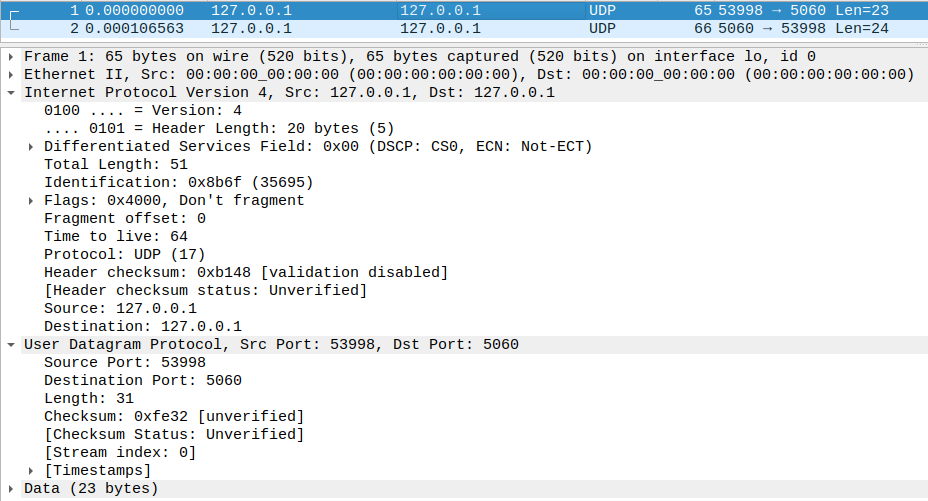 1 0.000000000 127.0.0.1 127.0.0.1 UDP 65 53998 → 5060 Len=23
2 0.000106563 127.0.0.1 127.0.0.1 UDP 66 5060 → 53998 Len=24
Frame 1: 65 bytes on wire (520 bits), 65 bytes captured (520 bits) on interface lo, id 0
Ethernet II, Src: 00:00:00_00:00:00 (00:00:00:00:00:00), Dst: 00:00:00_00:00:00 (00:00:00:00:00:00)
Internet Protocol Version 4, Src: 127.0.0.1, Dst: 127.0.0.1
0100 .... = Version: 4
.... 0101 = Header Length: 20 bytes (5)
Differentiated Services Field: 0x00 (DSCP: CS0, ECN: Not-ECT)
Total Length: 51
Identification: 0x8b6f (35695)
Flags: 0x4000, Don't fragment
Fragment offset: 0
Time to live: 64
Protocol: UDP (17)
Header checksum: 0xb148 [validation disabled]
[Header checksum status: Unverified]
Source: 127.0.0.1
Destination: 127.0.0.1
User Datagram Protocol, Src Port: 53998, Dst Port: 5060
Source Port: 53998
Destination Port: 5060
Length: 31
Checksum: 0xfe32 [unverified]
[Checksum Status: Unverified]
[Stream index: 0]
[Timestamps]
Data (23 bytes)